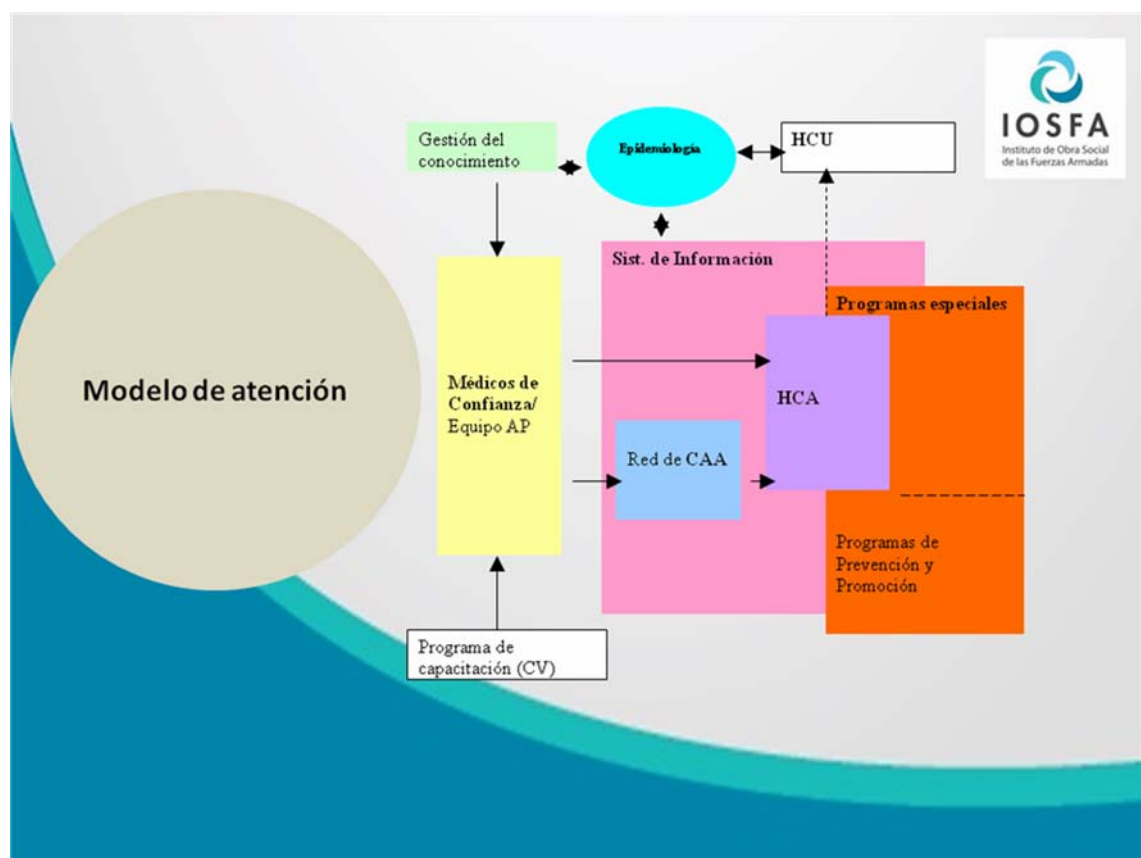 IOSFA
Instituto de Obra Social
de las Fuerzas Armadas
Gestión del
conocimiento
Epidemiología
HCU
Sist. de Información
Programas especiales
Modelo de atención
Médicos de
Confianza/
Equipo AP
HCA
Red de CAA
Programas de
Prevención y
Promoción
Programa de
capacitación (CV)